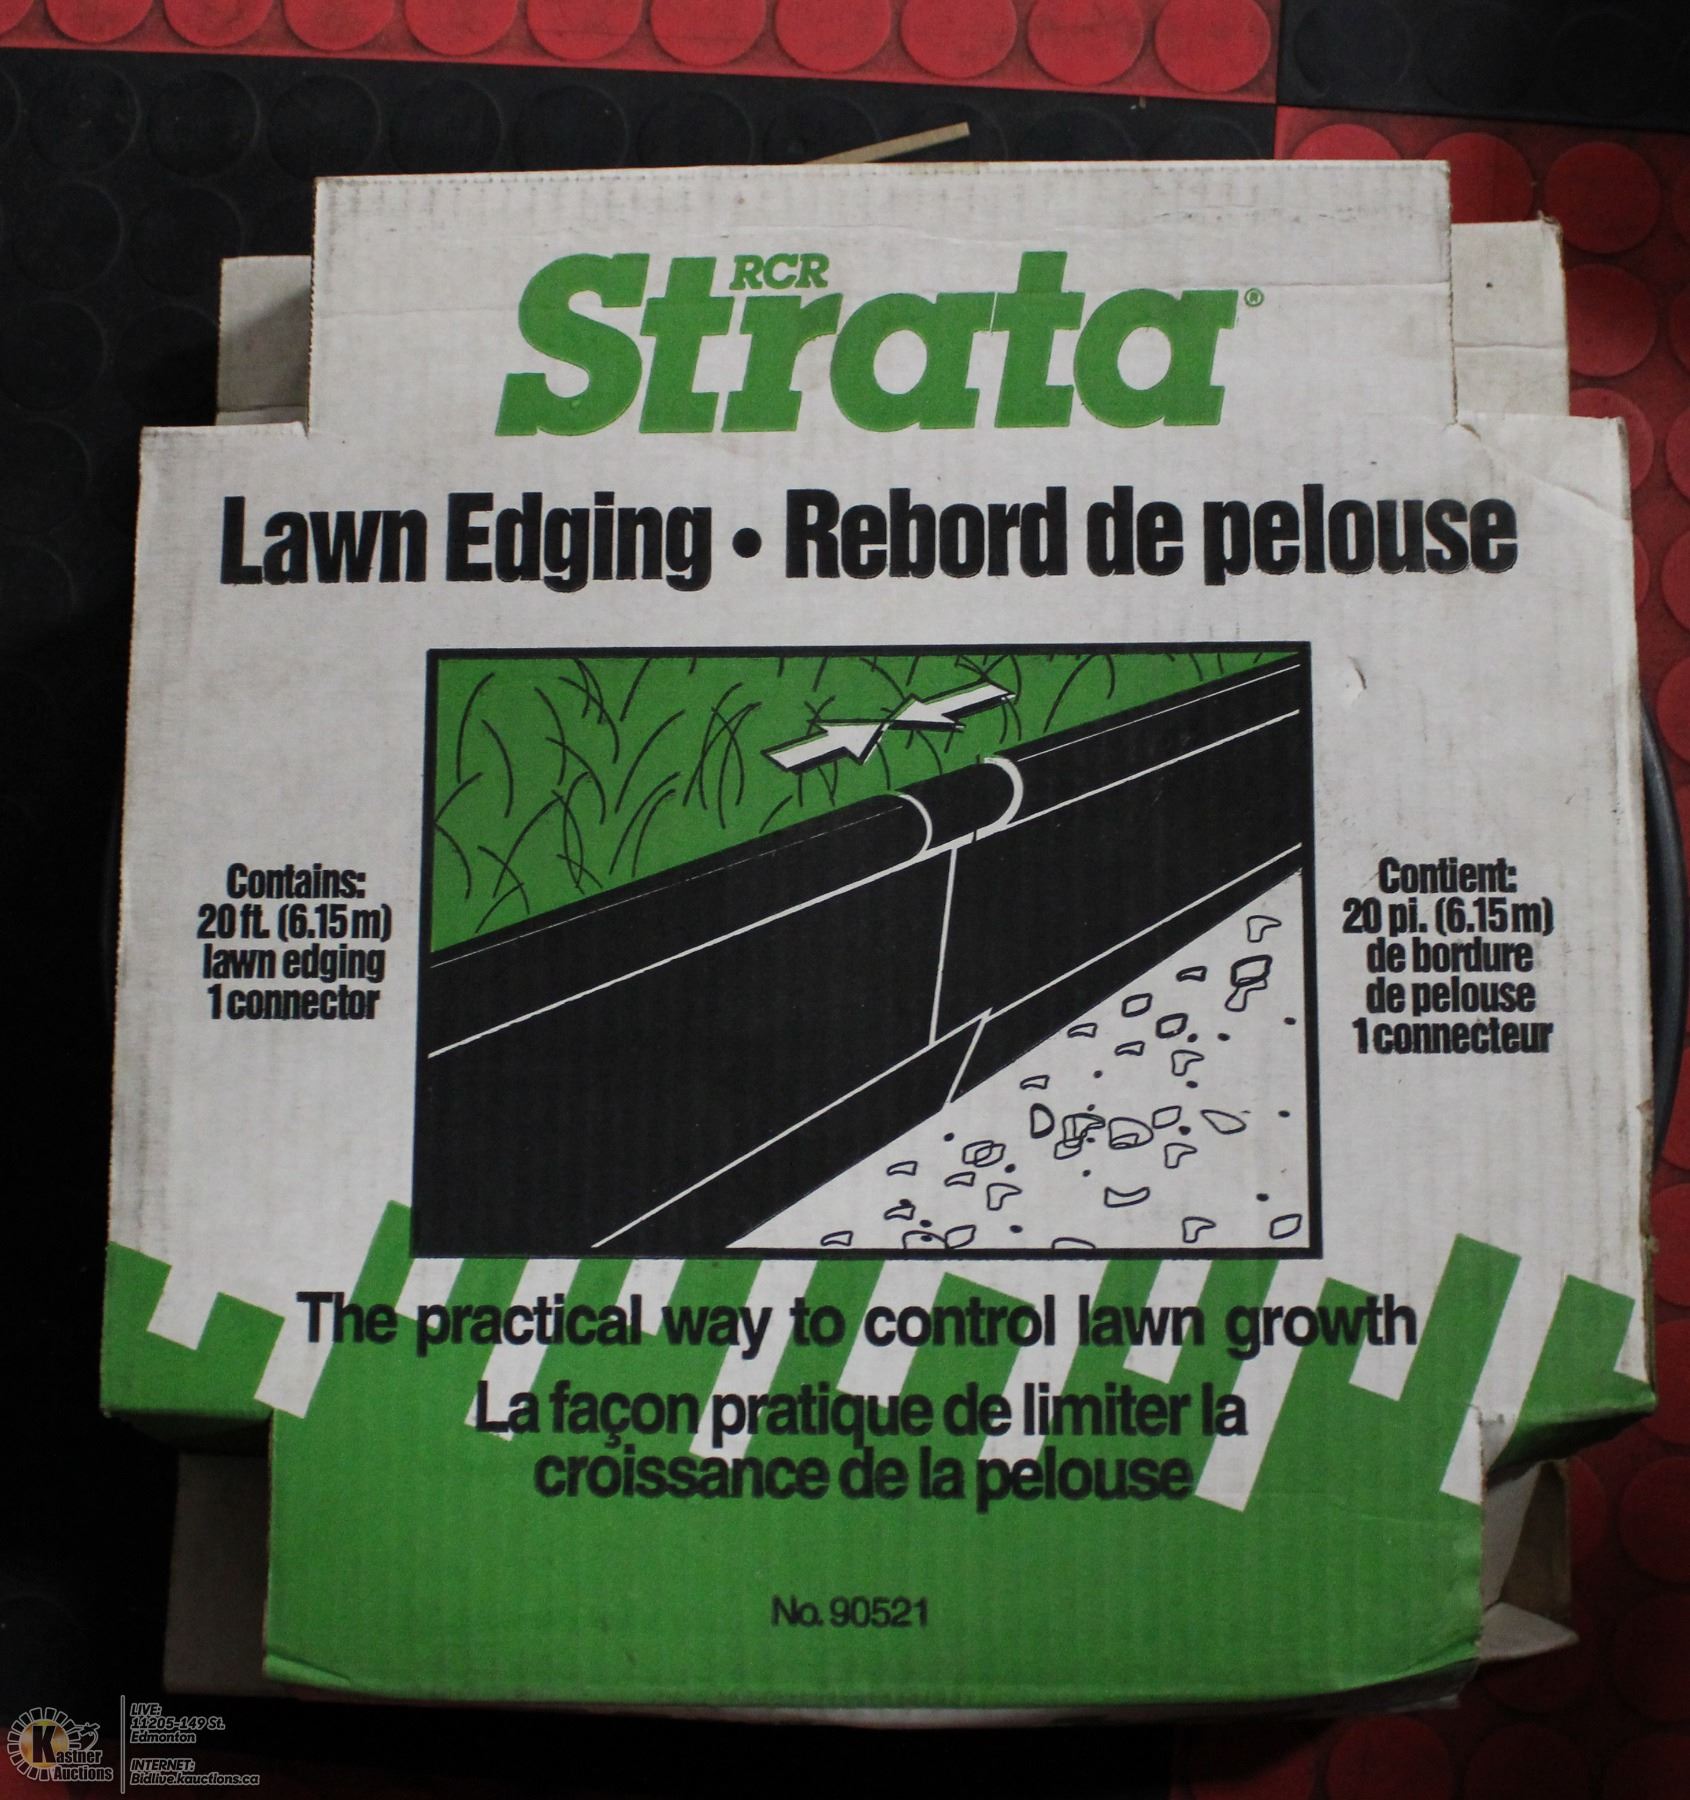 RCR
Strata®
Lawn Edging • Rebord de pelouse
Contains:
20 ft. (6.15 m)
lawn edging
1 connector
Contient:
20 pi. (6.15 m)
de bordure
de pelouse
1 connecteur
The practical way to control lawn growth
La façon pratique de limiter la
croissance de la pelouse
No. 90521
Kastner
Auctions
LIVE:
11205-149 St.
Edmonton
INTERNET:
Bidlive.kauctions.ca